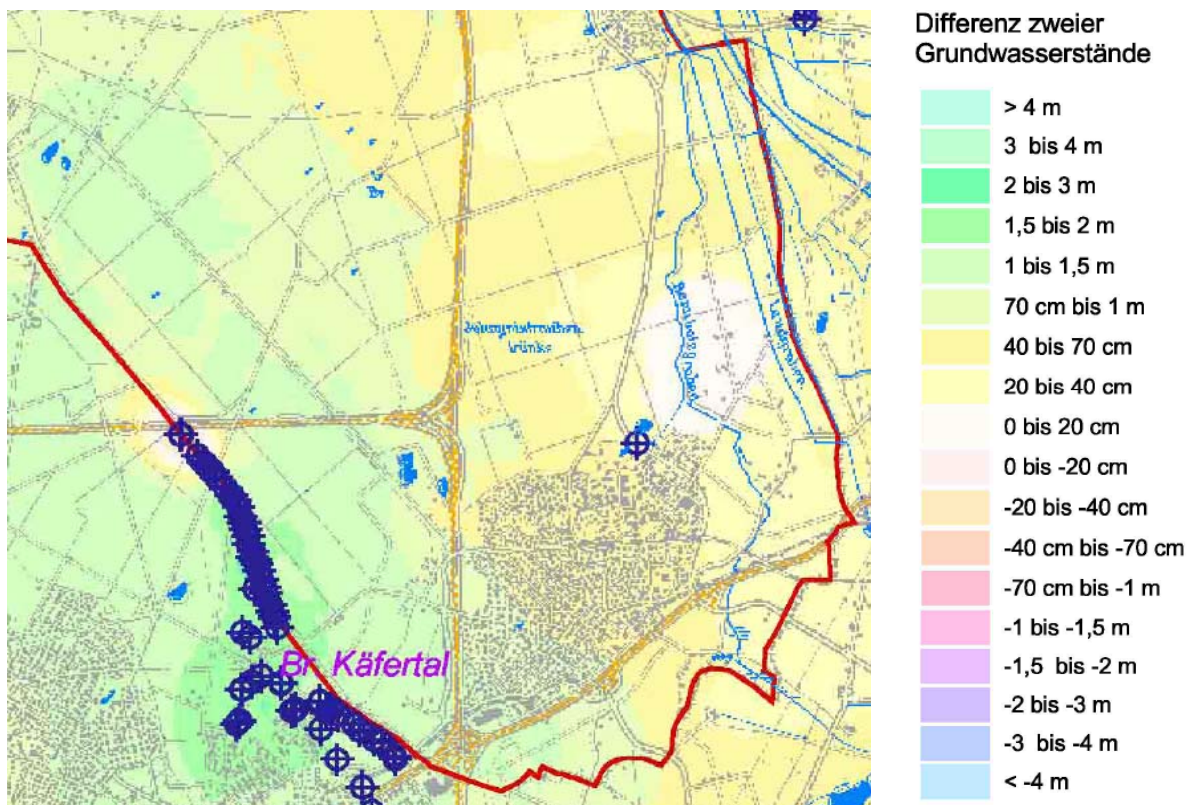 Differenz zweier
Grundwasserstände
> 4 m
3 bis 4 m
2 bis 3 m
1,5 bis 2 m
1 bis 1,5 m
70 cm bis 1 m
40 bis 70 cm
20 bis 40 cm
0 bis 20 cm
0 bis -20 cm
-20 bis -40 cm
-40 cm bis -70 cm
-70 cm bis -1 m
-1 bis -1,5 m
-1,5 bis -2 m
-2 bis -3 m
-3 bis -4 m
< -4 m
Landgraben
Br. Käfertal